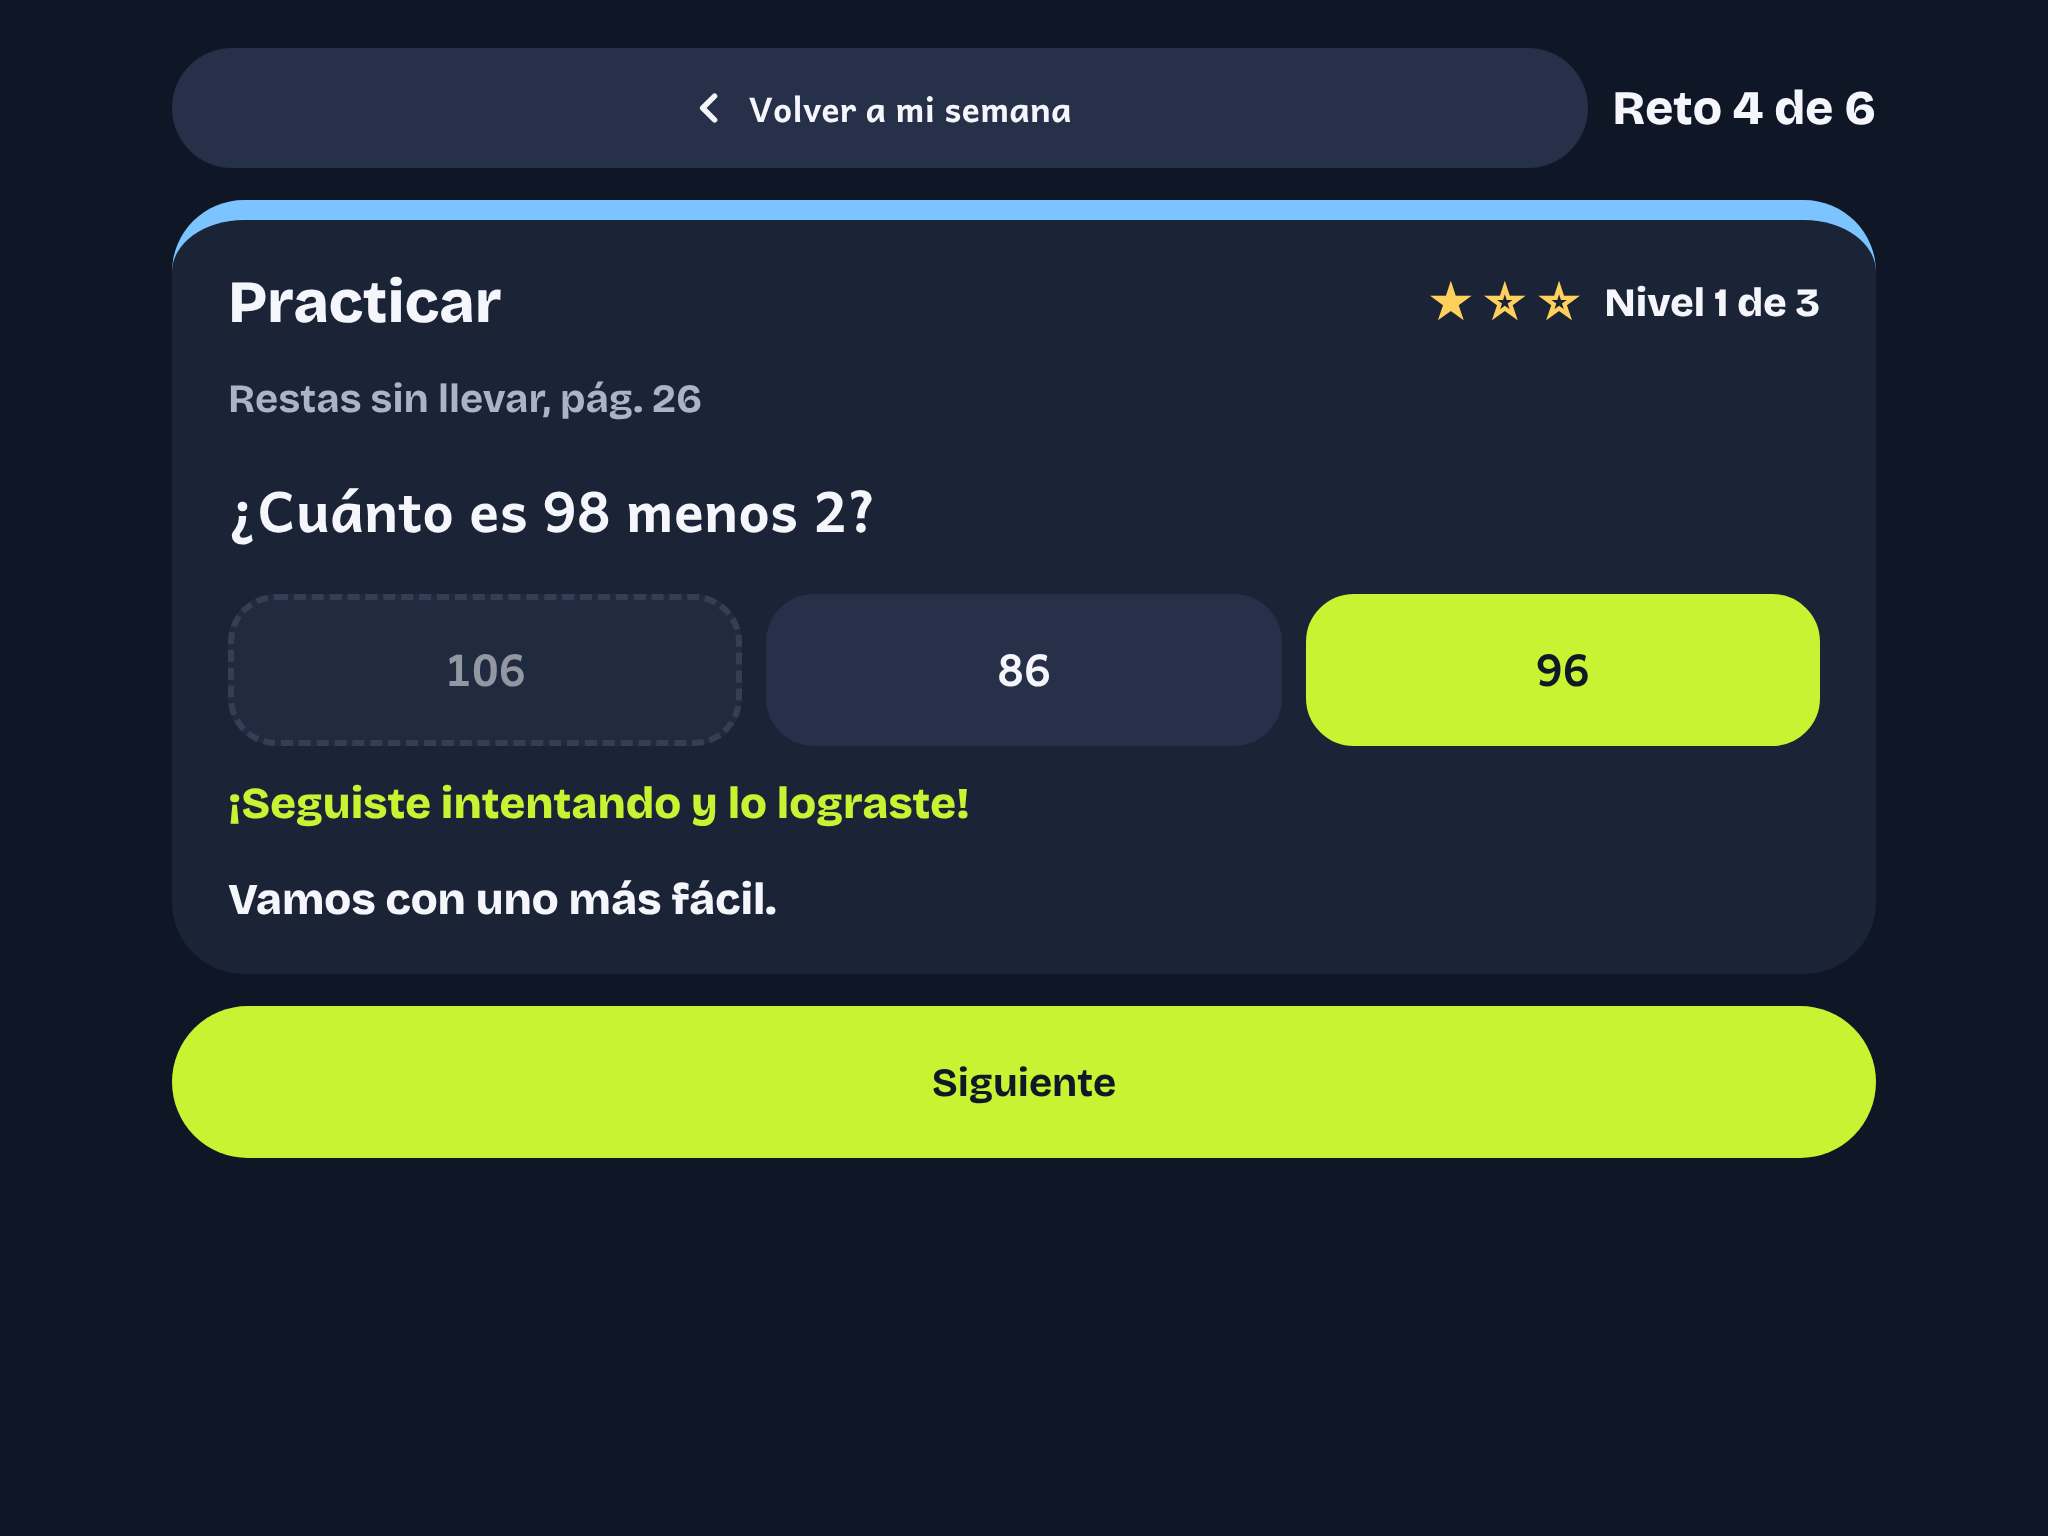 Volver a mi semana
Reto 4 de 6
Practicar
Nivel 1 de 3
Restas sin llevar, pág. 26
¿Cuánto es 98 menos 2?
106
86
96
¡Seguiste intentando y lo lograste!
Vamos con uno más fácil.
Siguiente